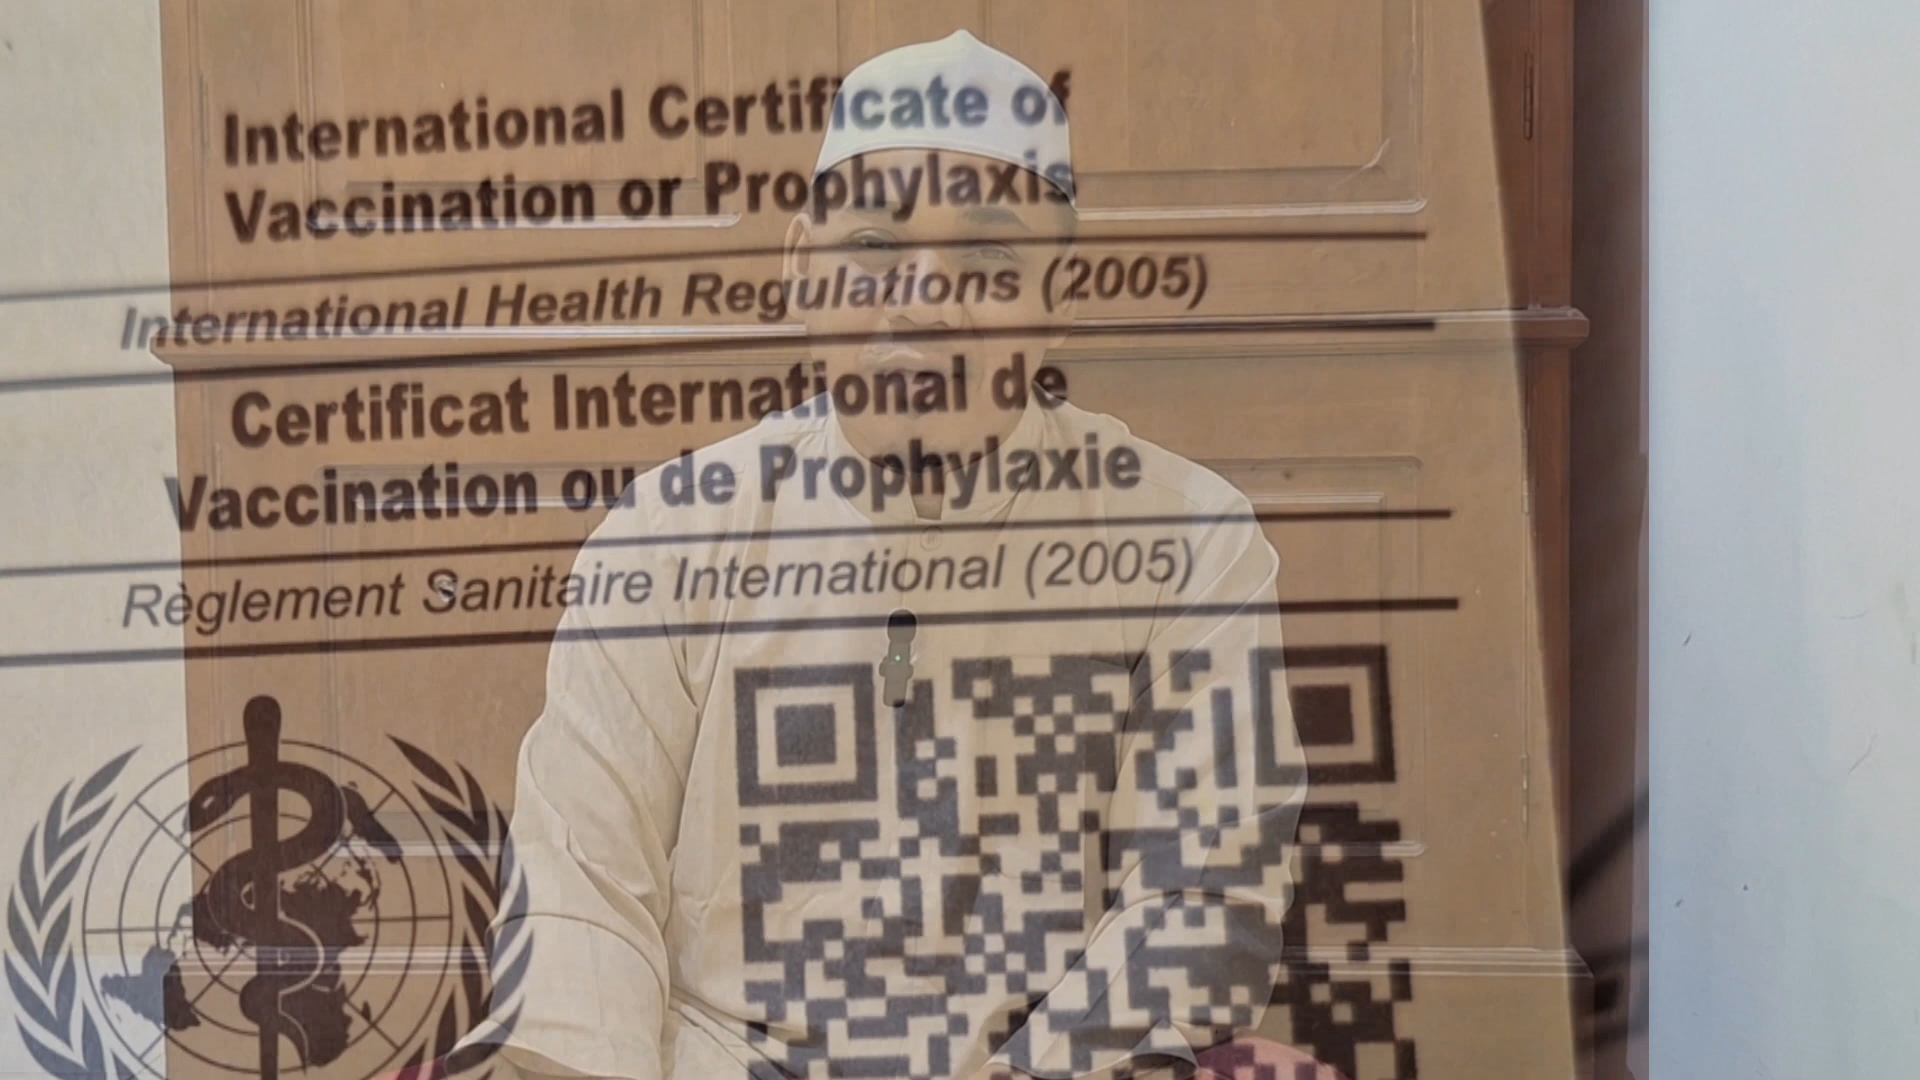 International Certificate of
Vaccination or Prophylaxis
International Health Regulations (2005)
Certificat International de
Vaccination ou de Prophylaxie
Règlement Sanitaire International (2005)